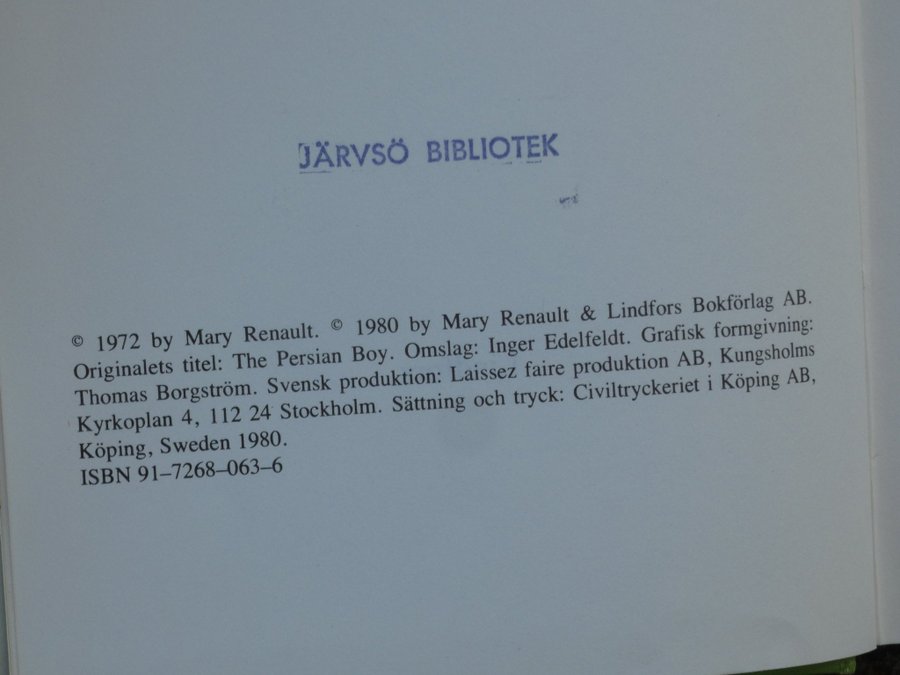 JÄRVSÖ BIBLIOTEK
© 1972 by Mary Renault. © 1980 by Mary Renault & Lindfors Bokförlag AB.
Originalets titel: The Persian Boy. Omslag: Inger Edelfeldt. Grafisk formgivning:
Thomas Borgström. Svensk produktion: Laissez faire produktion AB, Kungsholms
Kyrkoplan 4, 112 24 Stockholm. Sättning och tryck: Civiltryckeriet i Köping AB,
Köping, Sweden 1980.
ISBN 91–7268–063–6